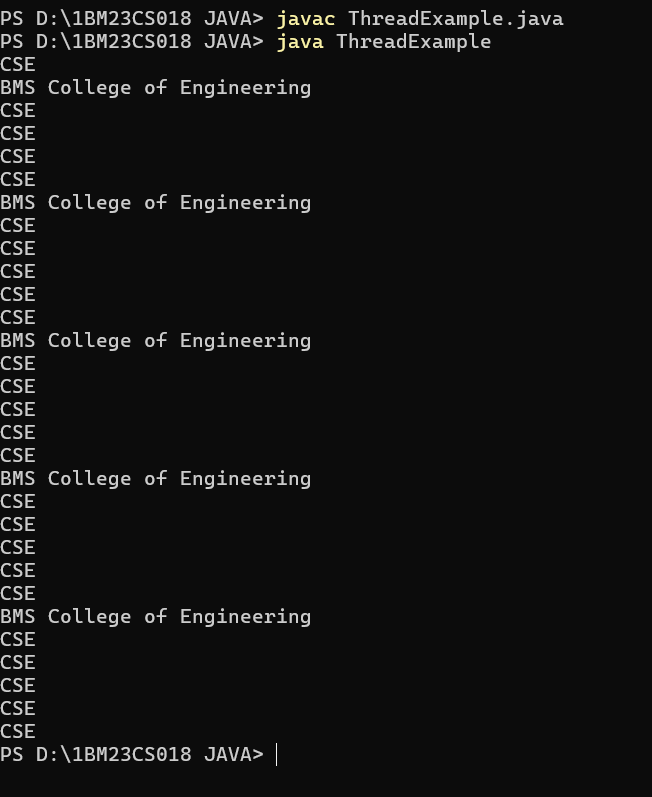 PS D:\1BM23CS018 JAVA> javac ThreadExample.java
PS D:\1BM23CS018 JAVA> java ThreadExample
CSE
BMS College of Engineering
CSE
CSE
CSE
CSE
BMS College of Engineering
CSE
CSE
CSE
CSE
CSE
BMS College of Engineering
CSE
CSE
CSE
CSE
CSE
BMS College of Engineering
CSE
CSE
CSE
CSE
CSE
BMS College of Engineering
CSE
CSE
CSE
CSE
CSE
PS D:\1BM23CS018 JAVA>